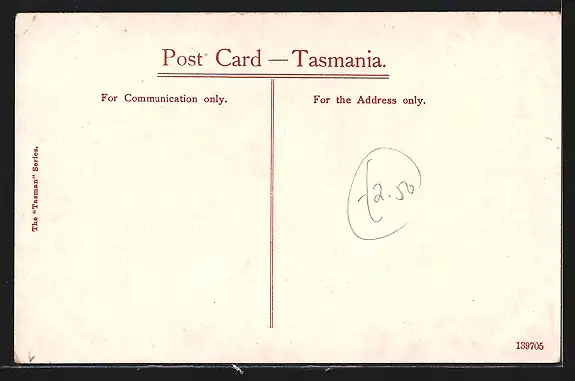 Post Card — Tasmania.
For Communication only.
For the Address only.
The "Tasman" Series.
£2.50
139705